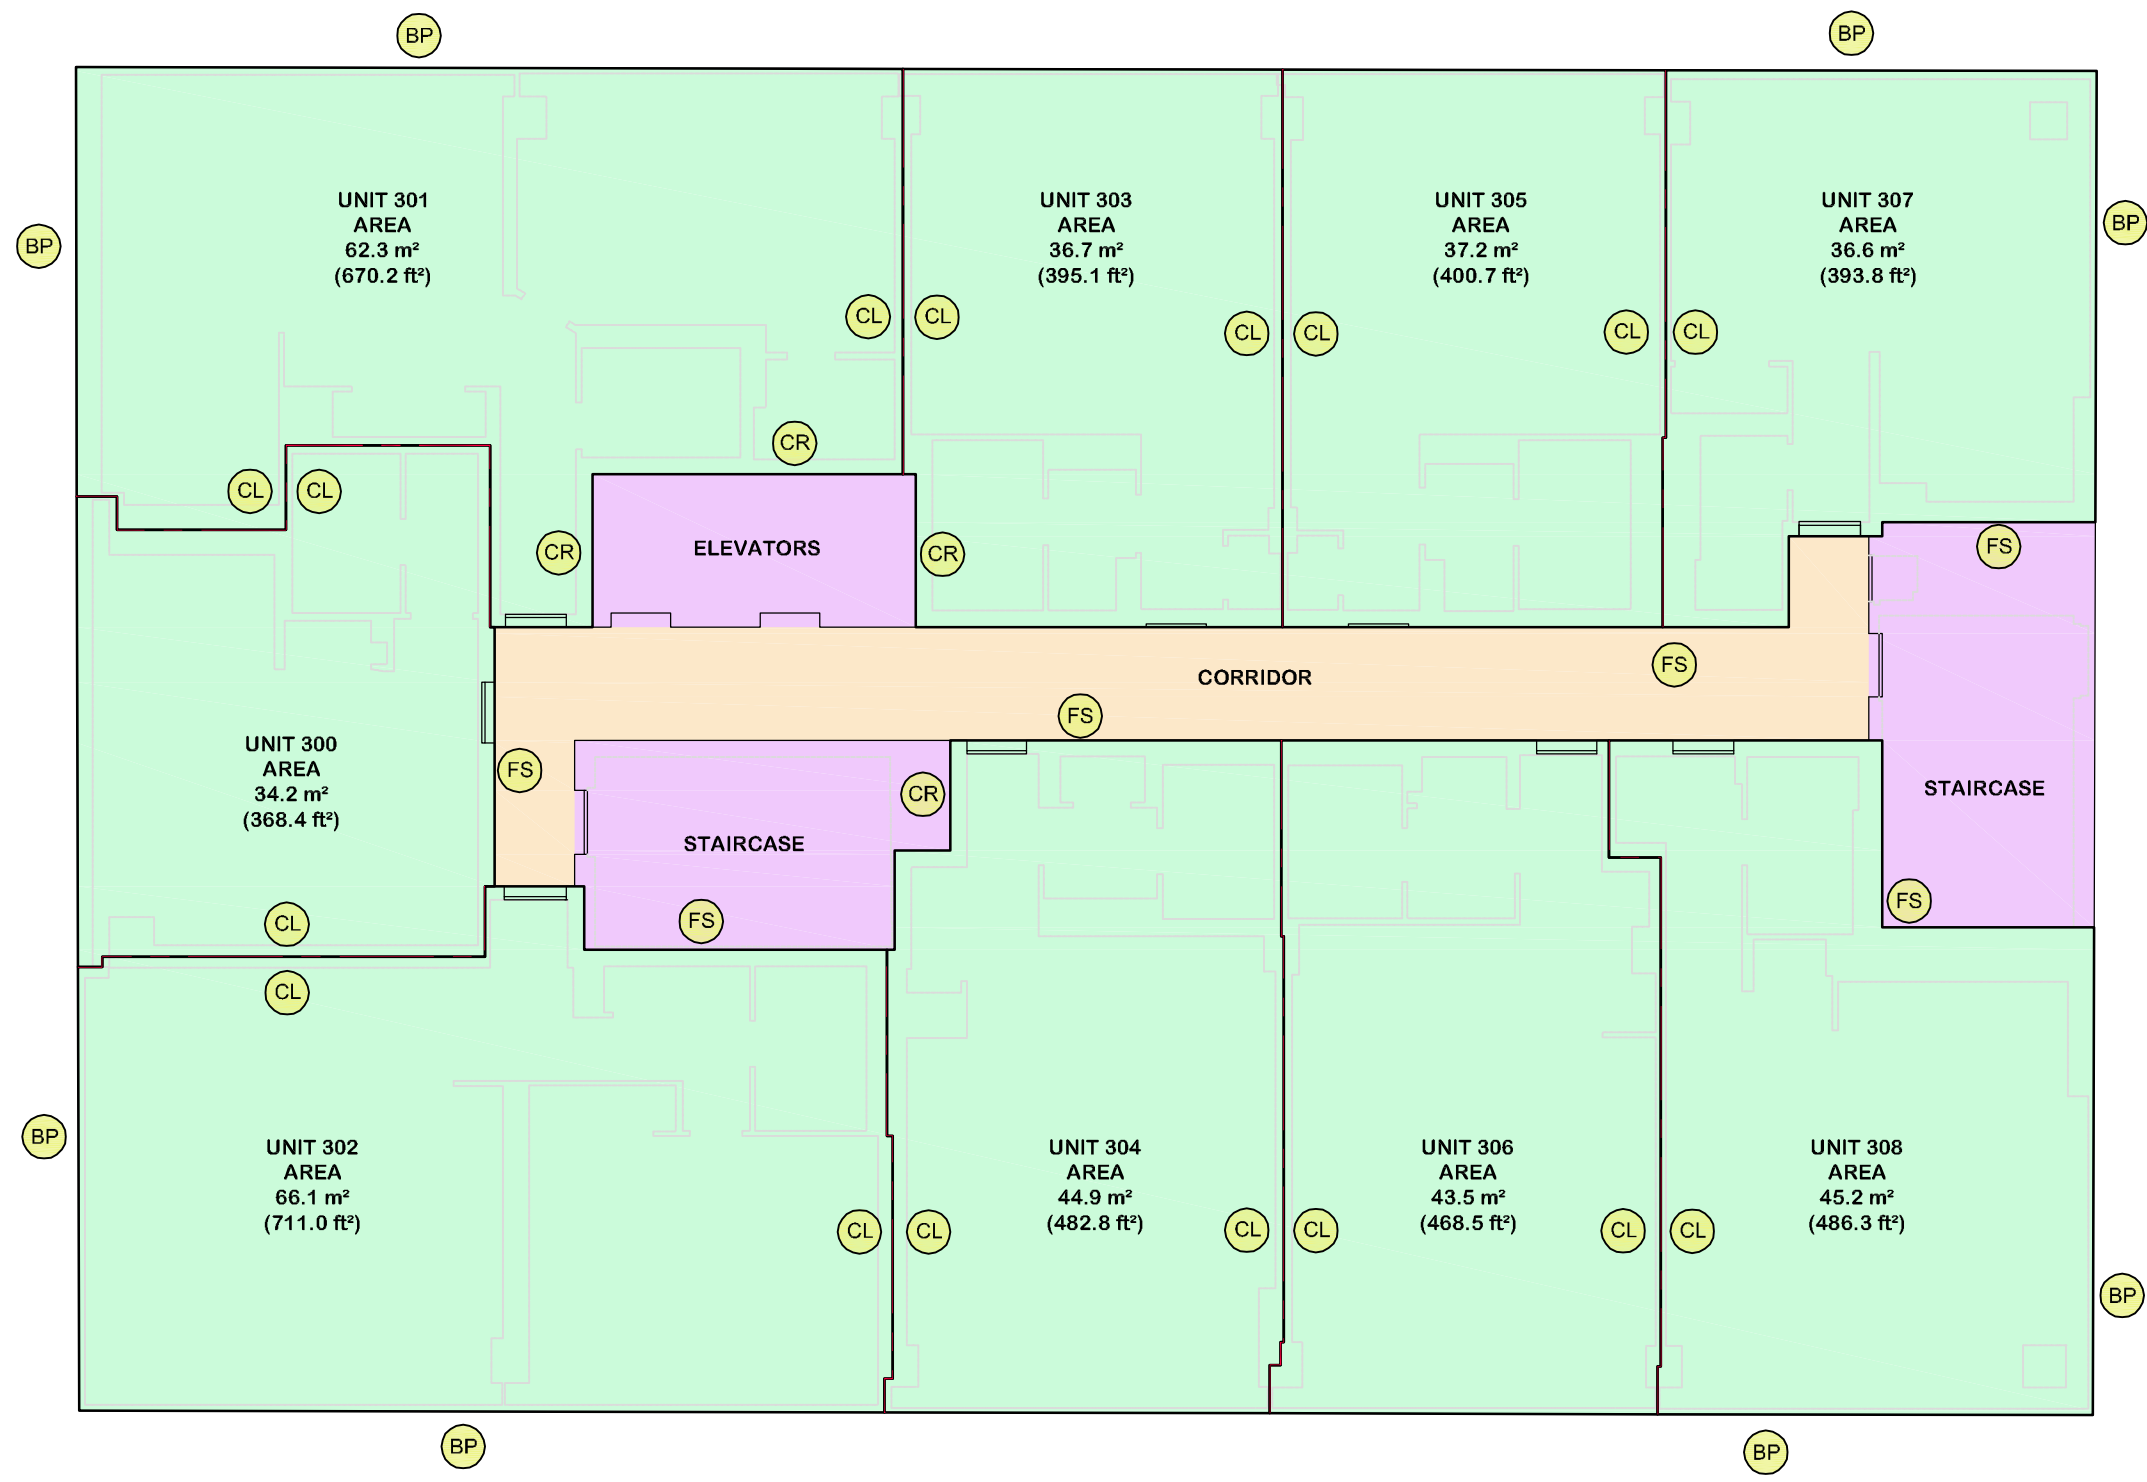 BP
BP
BP
BP
UNIT 301
AREA
62.3 m²
(670.2 ft²)
UNIT 303
AREA
36.7 m²
(395.1 ft²)
UNIT 305
AREA
37.2 m²
(400.7 ft²)
UNIT 307
AREA
36.6 m²
(393.8 ft²)
CL
CL
CL
CL
CL
CL
CR
CL
CL
CR
ELEVATORS
CR
FS
CORRIDOR
FS
FS
UNIT 300
AREA
34.2 m²
(368.4 ft²)
FS
CR
STAIRCASE
STAIRCASE
FS
FS
CL
CL
BP
UNIT 302
AREA
66.1 m²
(711.0 ft²)
UNIT 304
AREA
44.9 m²
(482.8 ft²)
UNIT 306
AREA
43.5 m²
(468.5 ft²)
UNIT 308
AREA
45.2 m²
(486.3 ft²)
CL
CL
CL
CL
CL
CL
BP
BP
BP